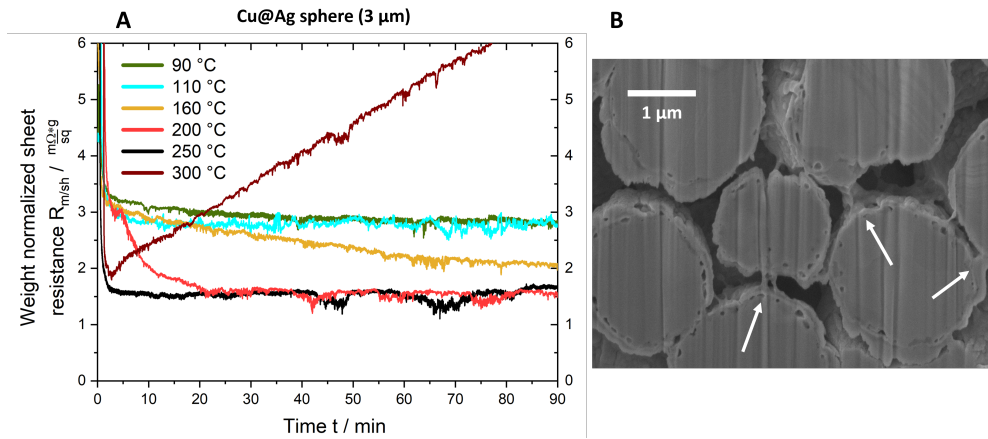 A
Cu@Ag sphere (3 µm)
B
Weight normalized sheet
resistance R_m/sh / mΩ*g/sq
6
5
4
3
2
1
0
90 °C
110 °C
160 °C
200 °C
250 °C
300 °C
6
5
4
3
2
1
0
0 10 20 30 40 50 60 70 80 90
Time t / min
1 µm